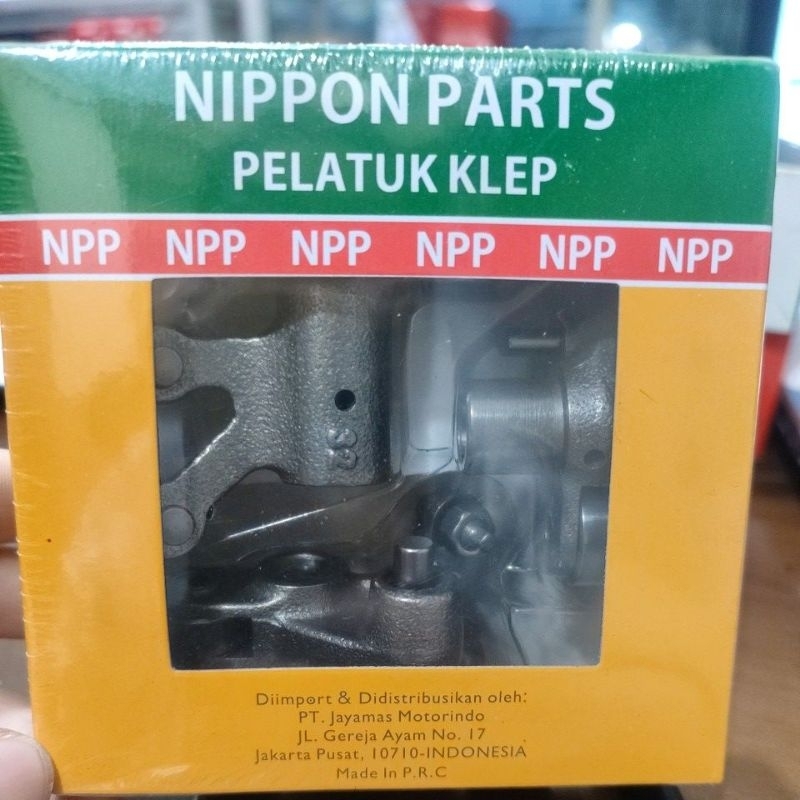 NIPPON PARTS
PELATUK KLEP
NPP NPP NPP NPP NPP NPP
32
Diimport & Didistribusikan oleh:
PT. Jayamas Motorindo
JL. Gereja Ayam No. 17
Jakarta Pusat, 10710-INDONESIA
Made In P.R.C